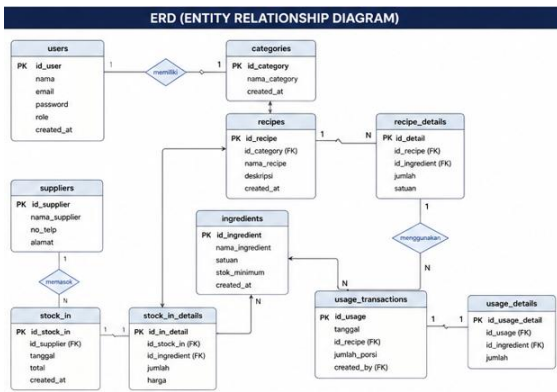 ERD (ENTITY RELATIONSHIP DIAGRAM)
users
PK id_user
nama
email
password
role
created_at
1
memiliki
1
categories
PK id_category
nama_category
created_at
recipes
PK id_recipe
id_category (FK)
nama_recipe
deskripsi
created_at
1
N
recipe_details
PK id_detail
id_recipe (FK)
id_ingredient (FK)
jumlah
satuan
1
menggunakan
N
suppliers
PK id_supplier
nama_supplier
no_telp
alamat
1
memasok
N
ingredients
PK id_ingredient
nama_ingredient
satuan
stok_minimum
created_at
N
N
stock_in
PK id_stock_in
id_supplier (FK)
tanggal
total
created_at
1
1
stock_in_details
PK id_in_detail
id_stock_in (FK)
id_ingredient (FK)
jumlah
harga
usage_transactions
PK id_usage
tanggal
id_recipe (FK)
jumlah_porsi
created_by (FK)
1
1
usage_details
PK id_usage_detail
id_usage (FK)
id_ingredient (FK)
jumlah